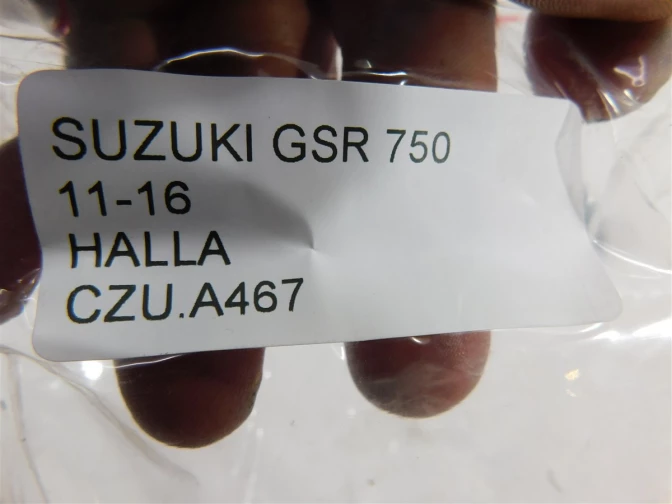 SUZUKI GSR 750
11-16
HALLA
CZU.A467